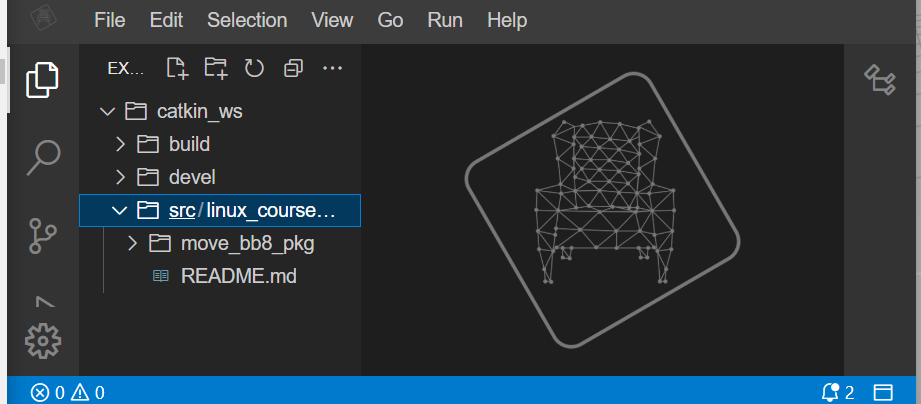 File Edit Selection View Go Run Help
EX...
catkin_ws
build
devel
src/linux_course...
move_bb8_pkg
README.md
0 0 2